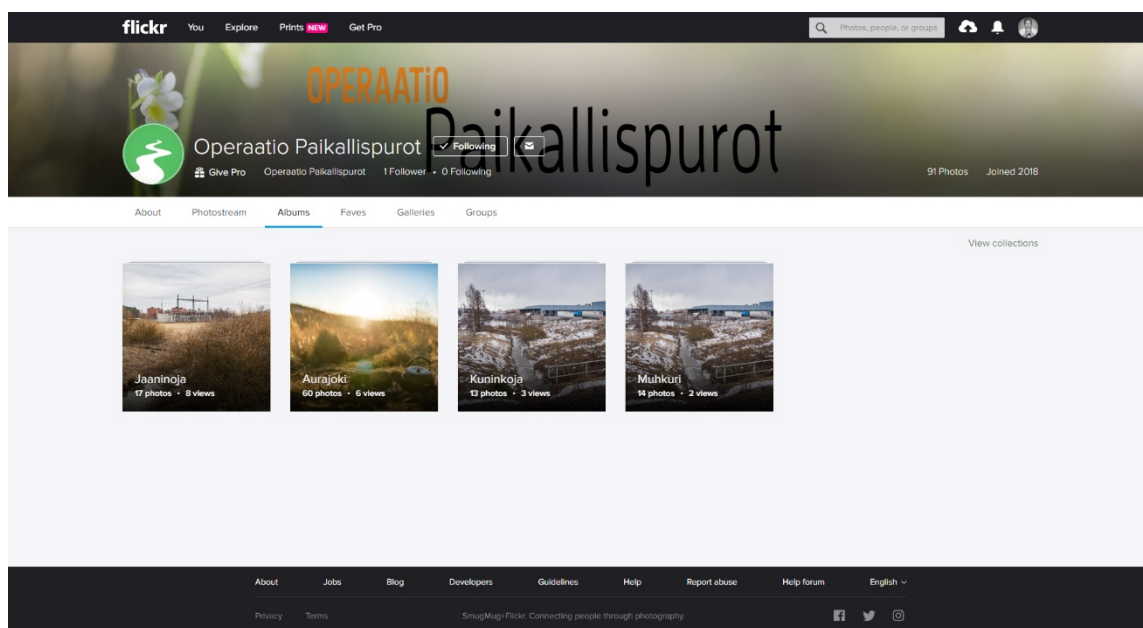 flickr You Explore Prints NEW Get Pro Photos, people, or groups
OPERAATiO
Paikallispurot
Operaatio Paikallispurot Following
Give Pro Operaatio Paikallispurot 1 Follower • 0 Following 91 Photos Joined 2018
About Photostream Albums Faves Galleries Groups
View collections
Jaaninoja
17 photos • 8 views
Aurajoki
60 photos • 6 views
Kuninkoja
13 photos • 3 views
Muhkuri
14 photos • 2 views
About Jobs Blog Developers Guidelines Help Report abuse Help forum English
Privacy Terms SmugMug+Flickr. Connecting people through photography.